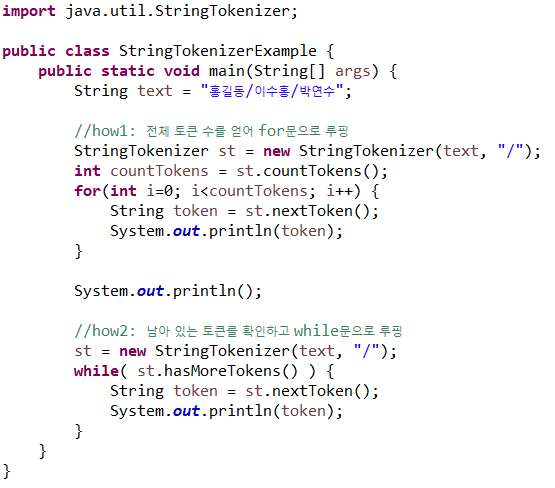 import java.util.StringTokenizer;

public class StringTokenizerExample {
    public static void main(String[] args) {
        String text = "홍길동/이수홍/박연수";

        //how1: 전체 토큰 수를 얻어 for문으로 루핑
        StringTokenizer st = new StringTokenizer(text, "/");
        int countTokens = st.countTokens();
        for(int i=0; i<countTokens; i++) {
            String token = st.nextToken();
            System.out.println(token);
        }

        System.out.println();

        //how2: 남아 있는 토큰를 확인하고 while문으로 루핑
        st = new StringTokenizer(text, "/");
        while( st.hasMoreTokens() ) {
            String token = st.nextToken();
            System.out.println(token);
        }
    }
}